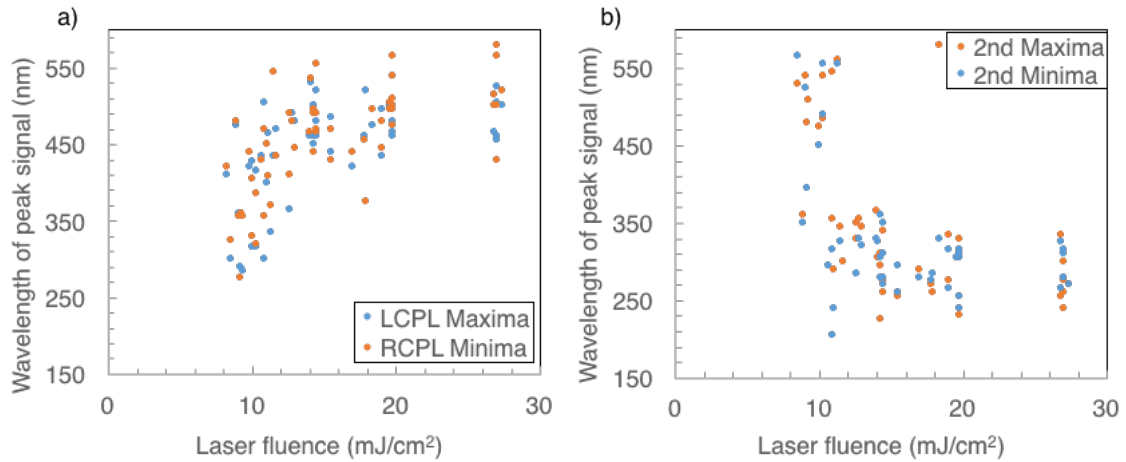 a)
Wavelength of peak signal (nm)
550
450
350
250
150
0
10
20
30
LCPL Maxima
RCPL Minima
Laser fluence (mJ/cm²)
b)
Wavelength of peak signal (nm)
550
450
350
250
150
0
10
20
30
2nd Maxima
2nd Minima
Laser fluence (mJ/cm²)